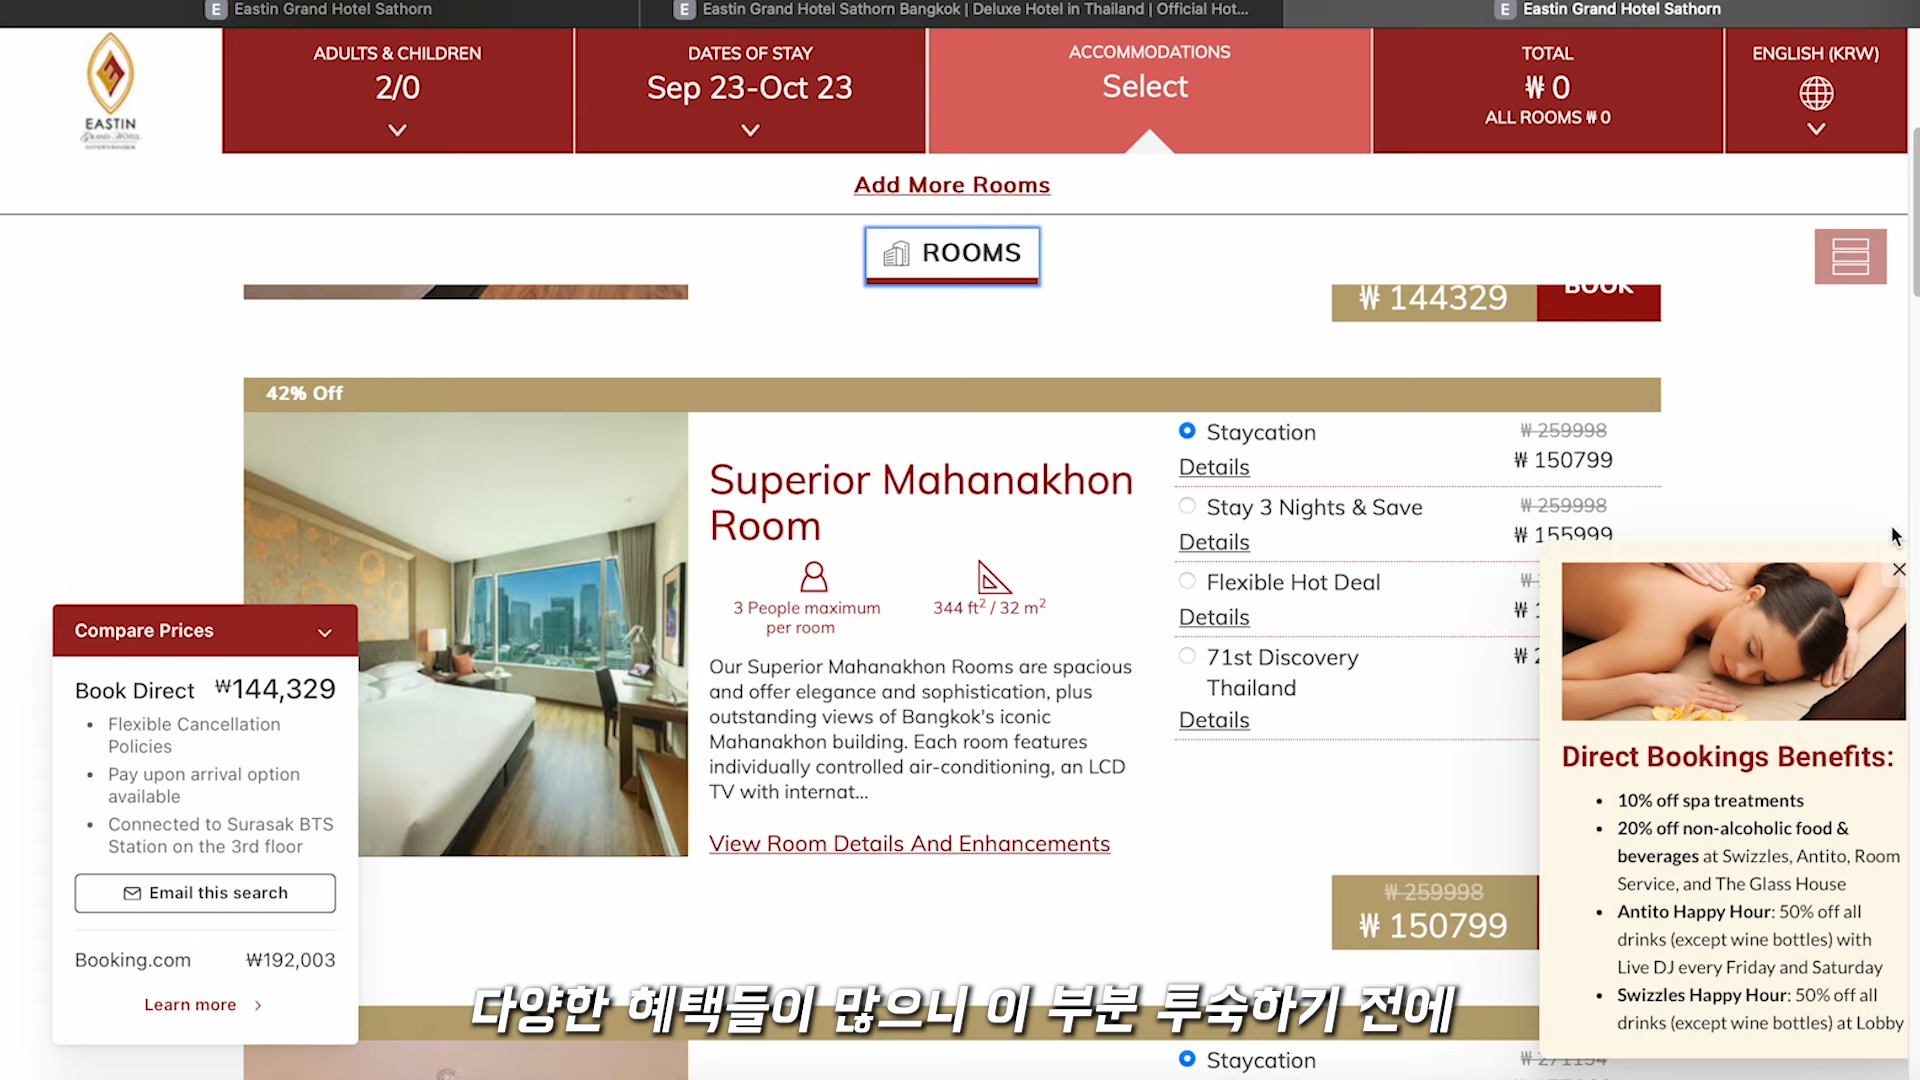 E Eastin Grand Hotel Sathorn
E Eastin Grand Hotel Sathorn Bangkok | Deluxe Hotel in Thailand | Official Hot...
E Eastin Grand Hotel Sathorn
EASTIN
GRAND HOTEL
ADULTS & CHILDREN
2/0
DATES OF STAY
Sep 23-Oct 23
ACCOMMODATIONS
Select
TOTAL
₩ 0
ALL ROOMS ₩ 0
ENGLISH (KRW)
Add More Rooms
ROOMS
₩ 144329
BOOK
42% Off
Superior Mahanakhon
Room
3 People maximum
per room
344 ft² / 32 m²
Our Superior Mahanakhon Rooms are spacious
and offer elegance and sophistication, plus
outstanding views of Bangkok's iconic
Mahanakhon building. Each room features
individually controlled air-conditioning, an LCD
TV with internat...
View Room Details And Enhancements
Staycation
₩ 259998
₩ 150799
Details
Stay 3 Nights & Save
₩ 259998
₩ 155999
Details
Flexible Hot Deal
₩
₩
Details
71st Discovery
Thailand
₩
Details
₩ 259998
₩ 150799
Staycation
₩ 271154
Compare Prices
Book Direct ₩144,329
• Flexible Cancellation
Policies
• Pay upon arrival option
available
• Connected to Surasak BTS
Station on the 3rd floor
Email this search
Booking.com ₩192,003
Learn more >
Direct Bookings Benefits:
• 10% off spa treatments
• 20% off non-alcoholic food &
beverages at Swizzles, Antito, Room
Service, and The Glass House
• Antito Happy Hour: 50% off all
drinks (except wine bottles) with
Live DJ every Friday and Saturday
• Swizzles Happy Hour: 50% off all
drinks (except wine bottles) at Lobby
다양한 혜택들이 많으니 이 부분 투숙하기 전에